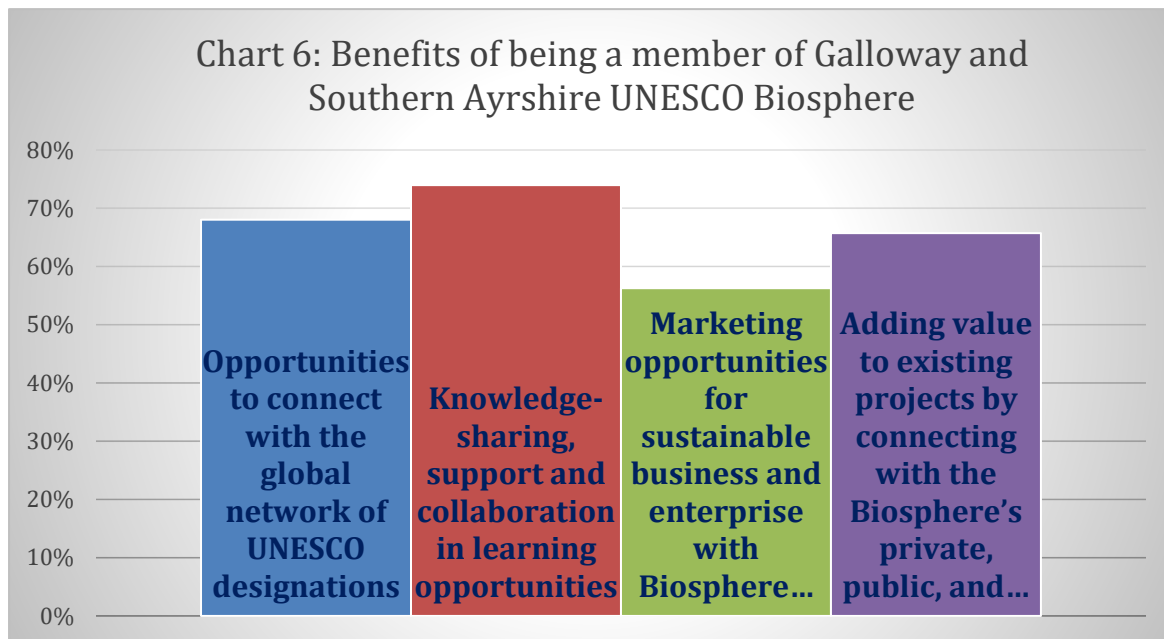 Chart 6: Benefits of being a member of Galloway and
Southern Ayrshire UNESCO Biosphere
80%
70%
60%
50%
40%
30%
20%
10%
0%
Opportunities
to connect
with the
global
network of
UNESCO
designations
Knowledge-
sharing,
support and
collaboration
in learning
opportunities
Marketing
opportunities
for
sustainable
business and
enterprise
with
Biosphere…
Adding value
to existing
projects by
connecting
with the
Biosphere’s
private,
public, and…